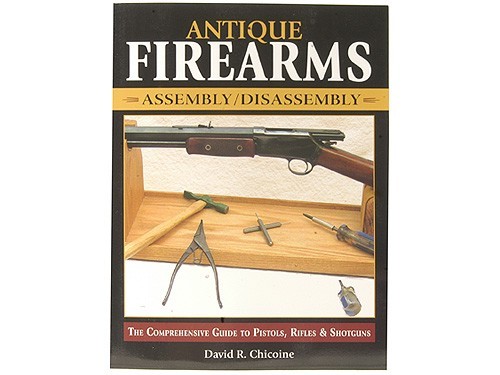 ANTIQUE
FIREARMS
ASSEMBLY/DISASSEMBLY
THE COMPREHENSIVE GUIDE TO PISTOLS, RIFLES & SHOTGUNS
David R. Chicoine